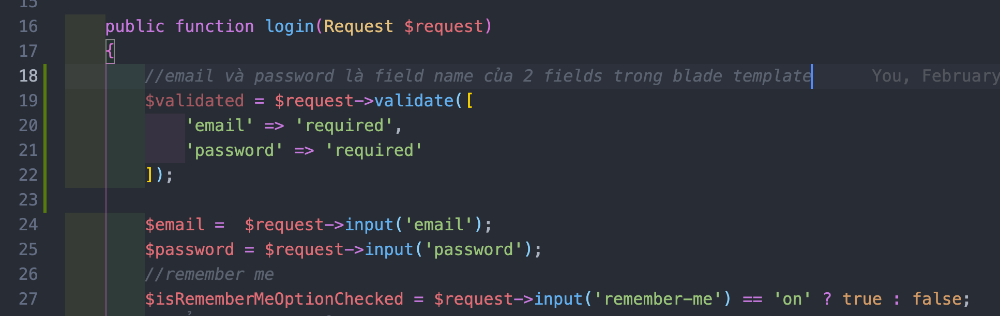 15
16 public function login(Request $request)
17 {
18 //email và password là field name của 2 fields trong blade template You, February
19 $validated = $request->validate([
20 'email' => 'required',
21 'password' => 'required'
22 ]);
23
24 $email =  $request->input('email');
25 $password = $request->input('password');
26 //remember me
27 $isRememberMeOptionChecked = $request->input('remember-me') == 'on' ? true : false;